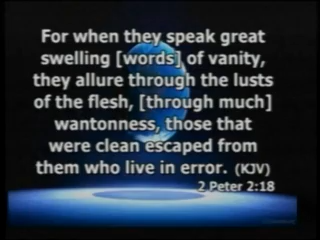 For when they speak great
swelling [words] of vanity,
they allure through the lusts
of the flesh, [through much]
wantonness, those that
were clean escaped from
them who live in error. (KJV)
2 Peter 2:18